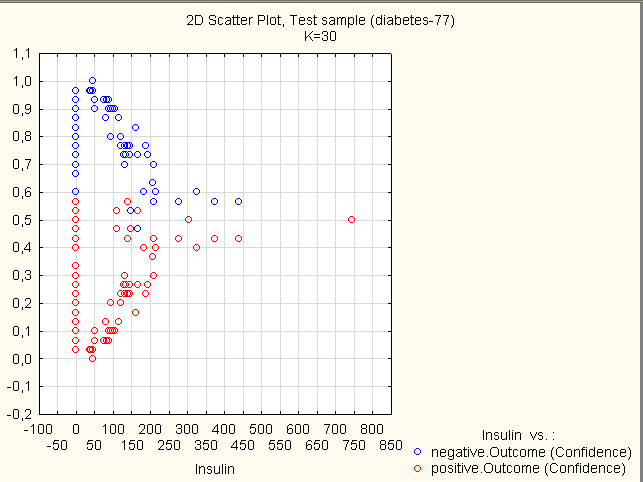 2D Scatter Plot, Test sample (diabetes-77)
K=30
1,1
1,0
0,9
0,8
0,7
0,6
0,5
0,4
0,3
0,2
0,1
0,0
-0,1
-0,2
-100 0 100 200 300 400 500 600 700 800
-50 50 150 250 350 450 550 650 750 850
Insulin
Insulin vs. :
negative.Outcome (Confidence)
positive.Outcome (Confidence)